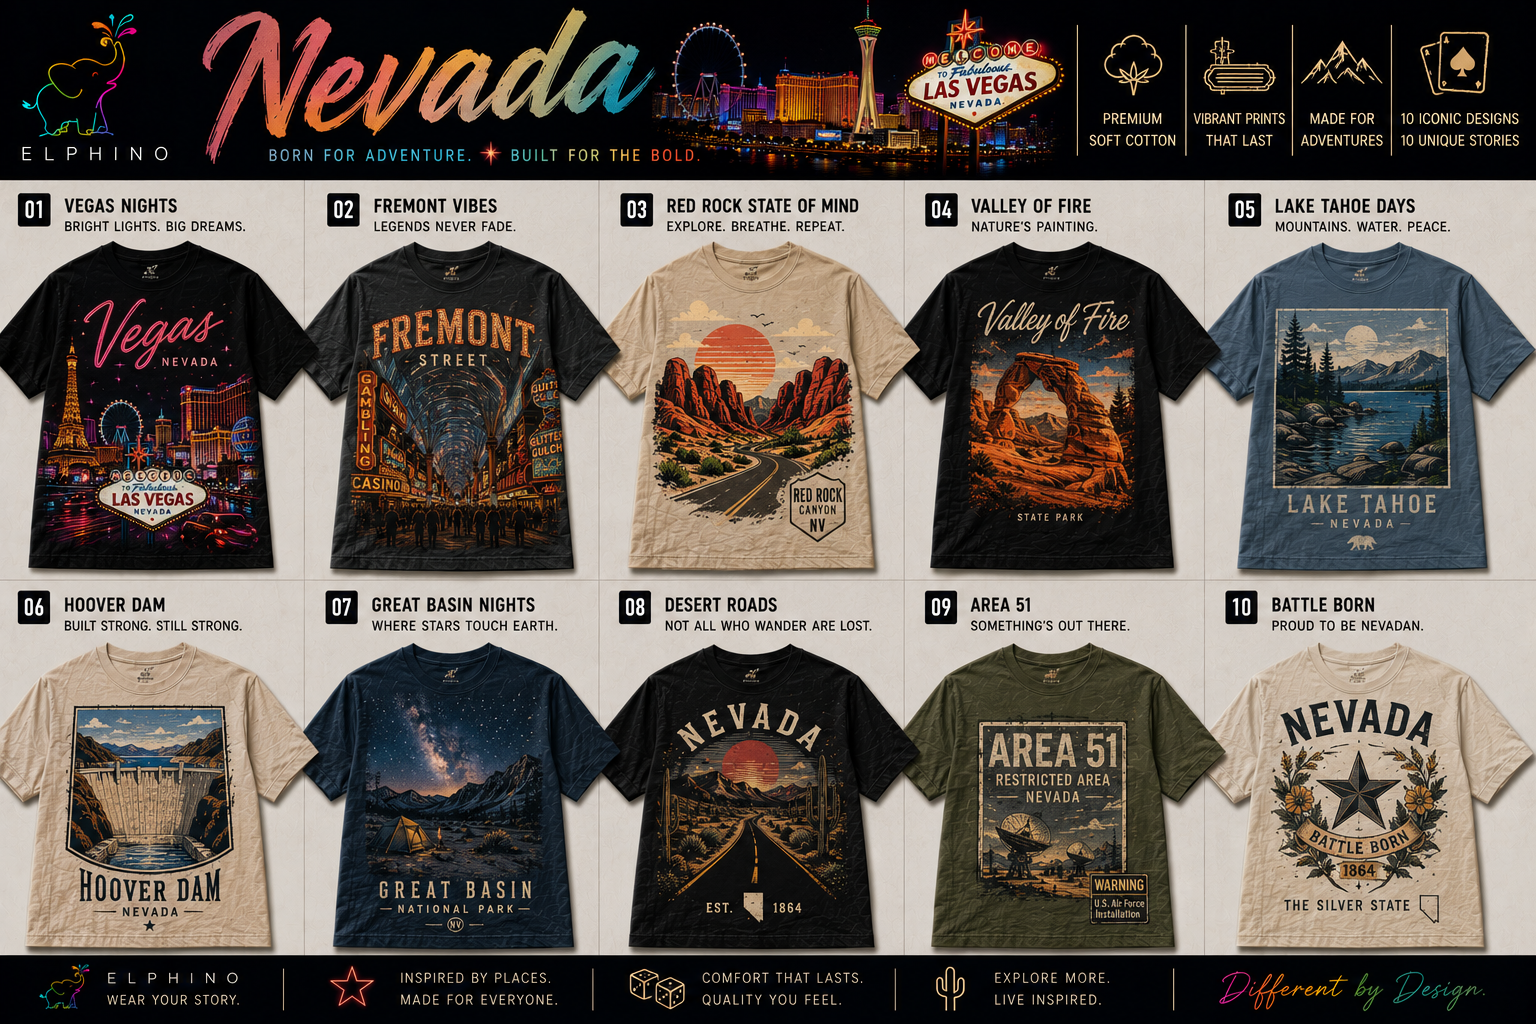 ELPHINO
Nevada
BORN FOR ADVENTURE. BUILT FOR THE BOLD.
WELCOME
TO Fabulous
LAS VEGAS
NEVADA.
PREMIUM
SOFT COTTON
VIBRANT PRINTS
THAT LAST
MADE FOR
ADVENTURES
A
10 ICONIC DESIGNS
10 UNIQUE STORIES
01 VEGAS NIGHTS
BRIGHT LIGHTS. BIG DREAMS.
Vegas
NEVADA
WELCOME
TO Fabulous
LAS VEGAS
NEVADA
02 FREMONT VIBES
LEGENDS NEVER FADE.
FREMONT
STREET
GAMBLING
CASINO
GLITTER
GULCH
03 RED ROCK STATE OF MIND
EXPLORE. BREATHE. REPEAT.
RED ROCK
CANYON
NV
04 VALLEY OF FIRE
NATURE'S PAINTING.
Valley of Fire
STATE PARK
05 LAKE TAHOE DAYS
MOUNTAINS. WATER. PEACE.
LAKE TAHOE
NEVADA
06 HOOVER DAM
BUILT STRONG. STILL STRONG.
HOOVER DAM
NEVADA
07 GREAT BASIN NIGHTS
WHERE STARS TOUCH EARTH.
GREAT BASIN
NATIONAL PARK
NV
08 DESERT ROADS
NOT ALL WHO WANDER ARE LOST.
NEVADA
EST. 1864
09 AREA 51
SOMETHING'S OUT THERE.
AREA 51
RESTRICTED AREA
NEVADA
WARNING
U.S. Air Force
Installation
10 BATTLE BORN
PROUD TO BE NEVADAN.
NEVADA
BATTLE BORN
1864
THE SILVER STATE
ELPHINO
WEAR YOUR STORY.
INSPIRED BY PLACES.
MADE FOR EVERYONE.
COMFORT THAT LASTS.
QUALITY YOU FEEL.
EXPLORE MORE.
LIVE INSPIRED.
Different by Design.